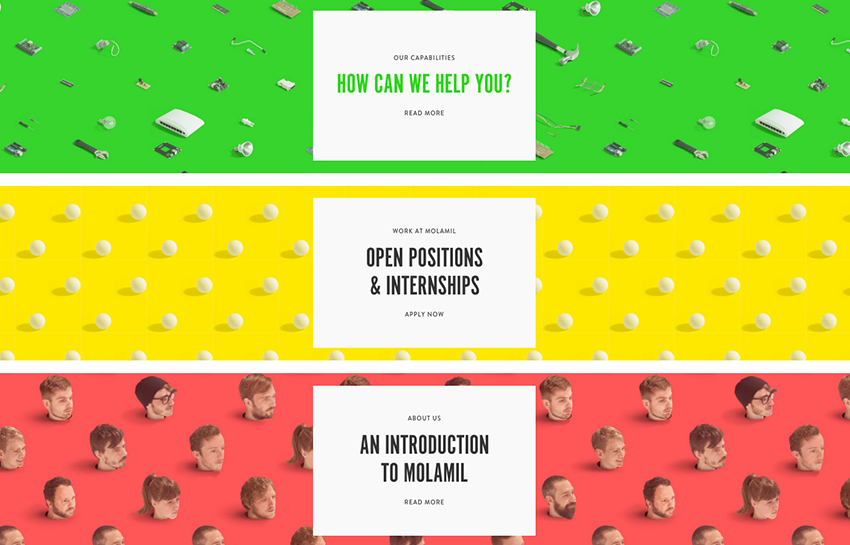 OUR CAPABILITIES
HOW CAN WE HELP YOU?
READ MORE
WORK AT MOLAMIL
OPEN POSITIONS
& INTERNSHIPS
APPLY NOW
ABOUT US
AN INTRODUCTION
TO MOLAMIL
READ MORE